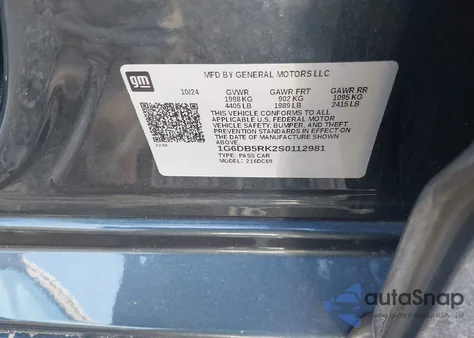 gm
MFD BY GENERAL MOTORS LLC
10/24 GVWR GAWR FRT GAWR RR
1998 KG 902 KG 1095 KG
4405 LB 1989 LB 2415 LB
THIS VEHICLE CONFORMS TO ALL
APPLICABLE U.S. FEDERAL MOTOR
VEHICLE SAFETY, BUMPER, AND THEFT
PREVENTION STANDARDS IN EFFECT ON THE
DATE OF MANUFACTURE SHOWN
ABOVE.
1G6DB5RK2S0112981
TYPE: PASS CAR
MODEL: 216DC69
autoSnap